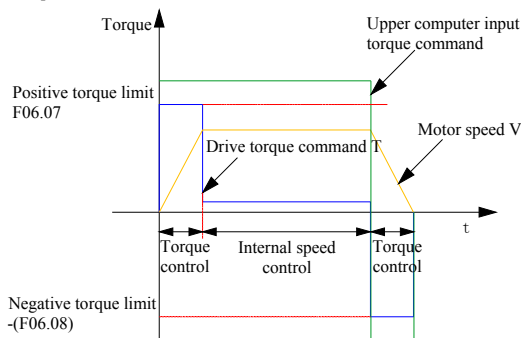 Torque
Upper computer input
torque command
Positive torque limit
F06.07
Drive torque command T
Motor speed V
t
Torque
control
Internal speed
control
Torque
control
Negative torque limit
-(F06.08)